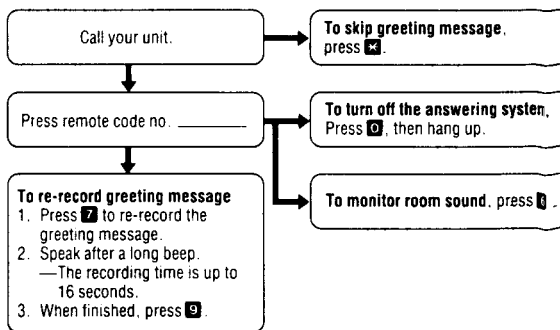 Call your unit.
To skip greeting message,
press *.
Press remote code no. ________
To turn off the answering system,
Press 0, then hang up.
To re-record greeting message
1. Press 7 to re-record the
greeting message.
2. Speak after a long beep.
—The recording time is up to
16 seconds.
3. When finished, press 9.
To monitor room sound, press 6.